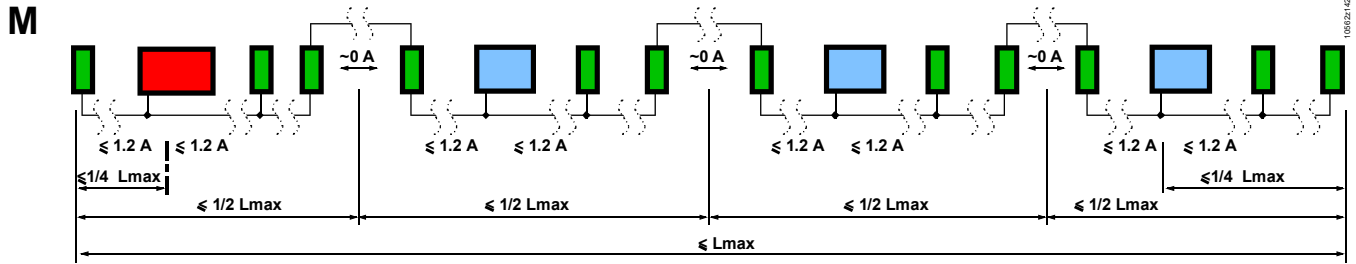 M
10562z142
~0 A ~0 A ~0 A
⩽ 1.2 A ⩽ 1.2 A ⩽ 1.2 A ⩽ 1.2 A ⩽ 1.2 A ⩽ 1.2 A ⩽ 1.2 A ⩽ 1.2 A
⩽1/4 Lmax ⩽1/4 Lmax
⩽ 1/2 Lmax ⩽ 1/2 Lmax ⩽ 1/2 Lmax ⩽ 1/2 Lmax
⩽ Lmax